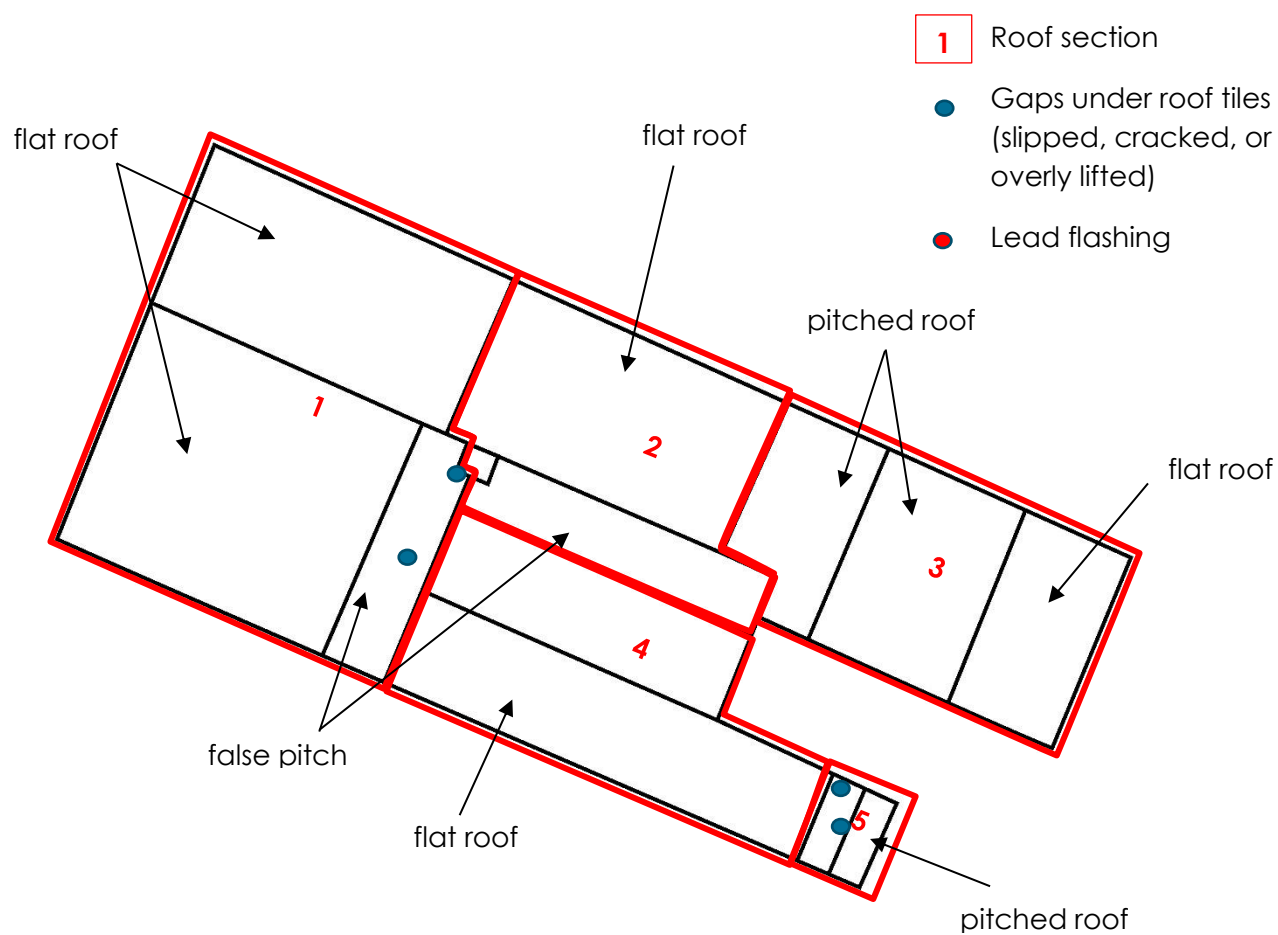 1 Roof section
Gaps under roof tiles
(slipped, cracked, or
overly lifted)
Lead flashing
flat roof
flat roof
pitched roof
flat roof
1
2
3
4
false pitch
flat roof
5
pitched roof